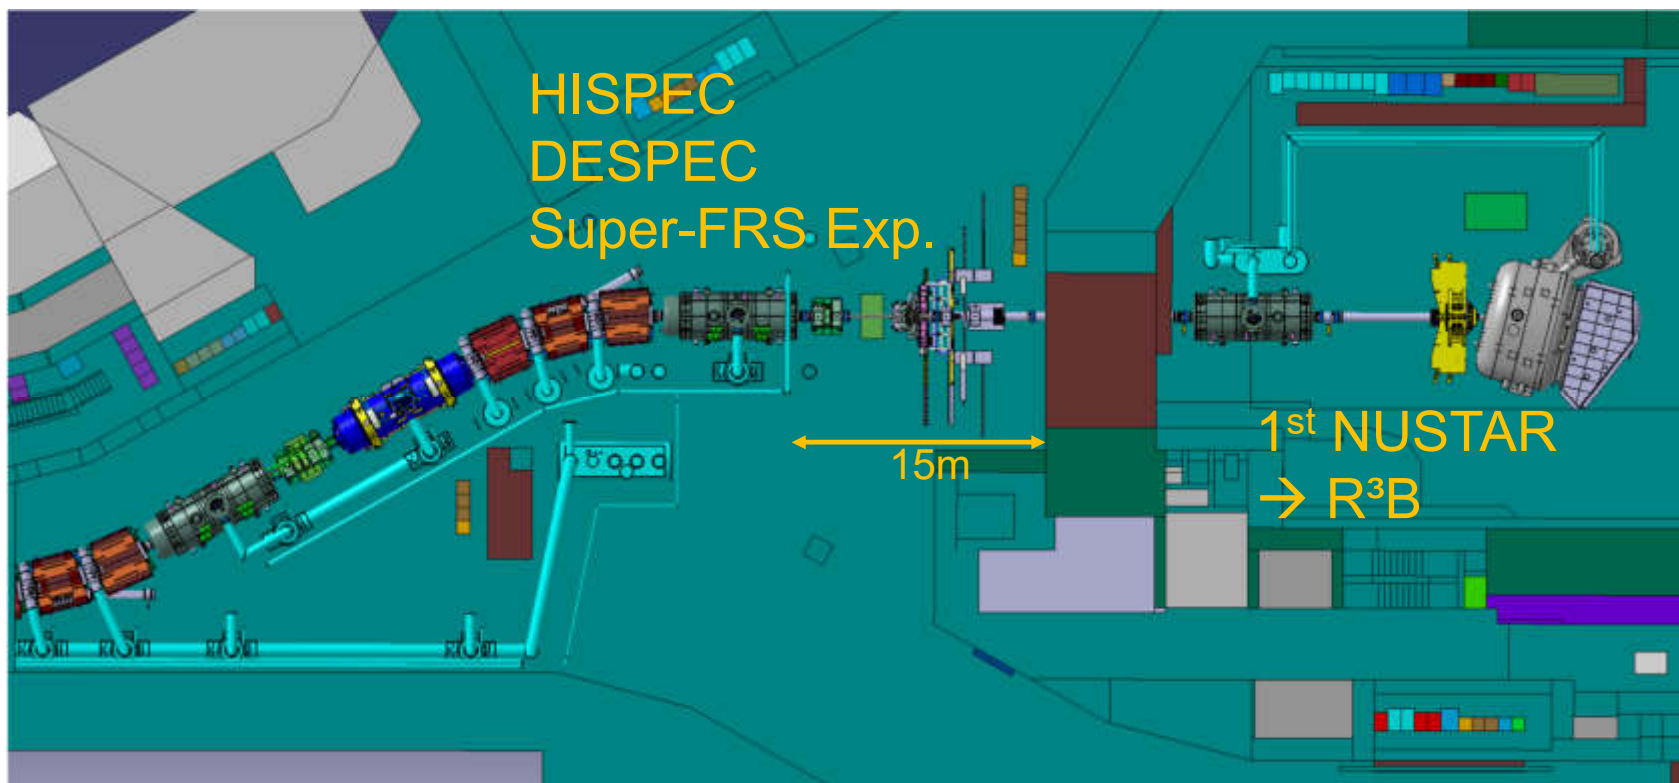 HISPEC
DESPEC
Super-FRS Exp.
15m
1st NUSTAR
→ R³B